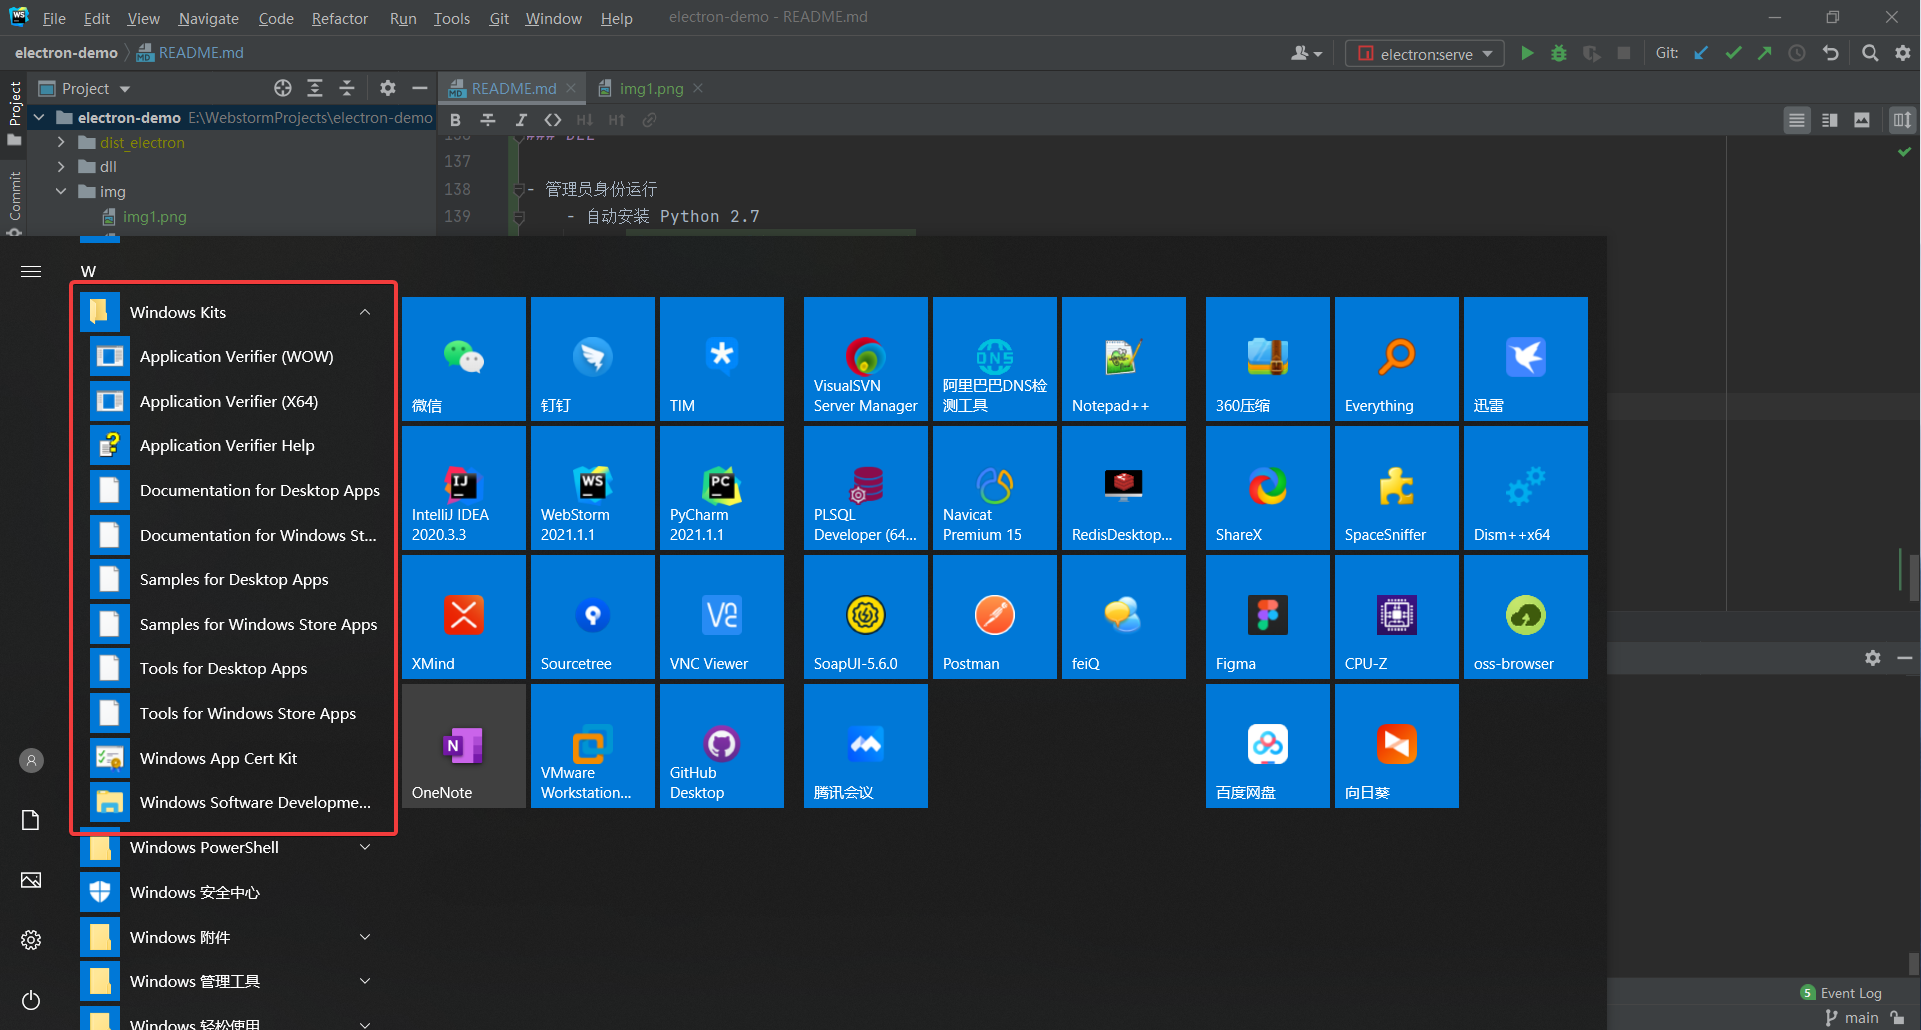 File Edit View Navigate Code Refactor Run Tools Git Window Help electron-demo - README.md
electron-demo README.md electron:serve Git:
Project
Project README.md img1.png
electron-demo E:\WebstormProjects\electron-demo
dist_electron
dll
img
img1.png
Commit
137
138 - 管理员身份运行
139 - 自动安装 Python 2.7
W
Windows Kits
Application Verifier (WOW)
Application Verifier (X64)
Application Verifier Help
Documentation for Desktop Apps
Documentation for Windows St...
Samples for Desktop Apps
Samples for Windows Store Apps
Tools for Desktop Apps
Tools for Windows Store Apps
Windows App Cert Kit
Windows Software Developme...
Windows PowerShell
Windows 安全中心
Windows 附件
Windows 管理工具
Windows 轻松使用
微信
钉钉
TIM
VisualSVN
Server Manager
阿里巴巴DNS检
测工具
Notepad++
360压缩
Everything
迅雷
IntelliJ IDEA
2020.3.3
WebStorm
2021.1.1
PyCharm
2021.1.1
PLSQL
Developer (64...
Navicat
Premium 15
RedisDesktop...
ShareX
SpaceSniffer
Dism++x64
XMind
Sourcetree
VNC Viewer
SoapUI-5.6.0
Postman
feiQ
Figma
CPU-Z
oss-browser
OneNote
VMware
Workstation...
GitHub
Desktop
腾讯会议
百度网盘
向日葵
5 Event Log
main